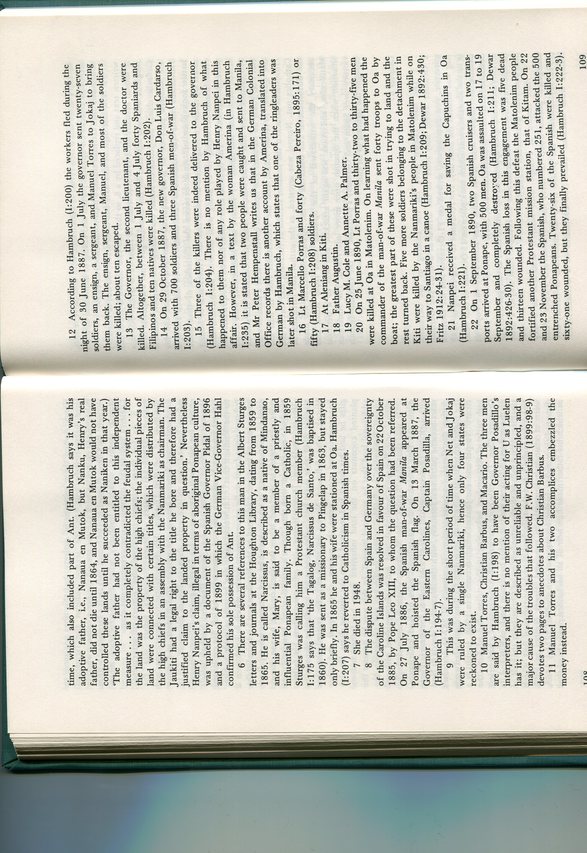 time, which also included part of Ant. (Hambruch says it was his
adoptive father, i.e., Nanaua en Mutok, but Nanku, Henry's real
father, did not die until 1864, and Nanaua en Mutok would not have
controlled these lands until he succeeded as Naniken in that year.)
'The adoptive father had not been entitled to this independent
measure . . . as it completely contradicted the feudal system . . . for
the land was the property of the high chiefs; the individual pieces of
land were connected with certain titles, which were distributed by
the high chiefs in an assembly with the Nanmariki as chairman. The
Jaukiti had a legal right to the title he bore and therefore had a
justified claim to the landed property in question.' Nevertheless
Henry Nanpei's claim, illegal in terms of aboriginal Ponapean culture,
was upheld by a document of the Spanish Governor Pidal of 1896
and a protocol of 1899 in which the German Vice-Governor Hahl
confirmed his sole possession of Ant.
6 There are several references to this man in the Albert Sturges
letters and journals at the Houghton Library, dating from 1859 to
1865. He is called Narcissus, is described as a native of Mindanao,
and his wife, Mary, is said to be a member of a priestly and
influential Ponapean family. Though born a Catholic, in 1859
Sturges was calling him a Protestant church member (Hambruch
I:175 says that 'the Tagalog, Narcissus de Santo,' was baptised in
1860). He was sent as a missionary to Pingelap in 1863, but stayed
only briefly. In 1865 he and his wife were stationed at Oa. Hambruch
(I:207) says he reverted to Catholicism in Spanish times.
7 She died in 1948.
8 The dispute between Spain and Germany over the sovereignty
of the Caroline Islands was resolved in favour of Spain on 22 October
1885, by Pope Leo XIII, to whom the question had been referred.
On 27 July 1886, the Spanish man-of-war Manila appeared at
Ponape and hoisted the Spanish flag. On 13 March 1887, the
Governor of the Eastern Carolines, Captain Posadilla, arrived
(Hambruch I:194-7).
9 This was during the short period of time when Net and Jokaj
were ruled by a single Nanmariki, hence only four states were
reckoned to exist.
10 Manuel Torres, Christian Barbus, and Macario. The three men
are said by Hambruch (I:198) to have been Governor Posadillo's
interpreters, and there is no mention of their acting for U as Luelen
has it; but they are described as unreliable and unprincipled, and a
major cause of the troubles that followed. F.W. Christian (1899:98-9)
devotes two pages to anecdotes about Christian Barbus.
11 Manuel Torres and his two accomplices embezzled the
money instead.
108
12 According to Hambruch (I:200) the workers fled during the
night of 30 June 1887. On 1 July the governor sent twenty-seven
soldiers, an ensign, a sergeant, and Manuel Torres to Jokaj to bring
them back. The ensign, sergeant, Manuel, and most of the soldiers
were killed; about ten escaped.
13 The Governor, the second lieutenant, and the doctor were
killed. Altogether, between 1 July and 4 July forty Spaniards and
Filipinos and ten natives were killed (Hambruch I:202).
14 On 29 October 1887, the new governor, Don Luis Cardarso,
arrived with 700 soldiers and three Spanish men-of-war (Hambruch
I:203).
15 Three of the killers were indeed delivered to the governor
(Hambruch I:204). There is no mention by Hambruch of what
happened to them nor of any role played by Henry Nanpei in this
affair. However, in a text by the woman Amerina (in Hambruch
I:235) it is stated that two people were caught and sent to Manila,
and Mr Peter Hempenstall writes us that in the German Colonial
Office records there is another account by Amerina, translated into
German by Hambruch, which states that one of the ringleaders was
later shot in Manila.
16 Lt Marcello Porras and forty (Cabeza Pereiro, 1895:171) or
fifty (Hambruch I:208) soldiers.
17 At Aleniang in Kiti.
18 Father Augustin.
19 Lucy M. Cole and Annette A. Palmer.
20 On 25 June 1890, Lt Porras and thirty-two to thirty-five men
were killed at Oa in Matolenim. On learning what had happened the
commander of the man-of-war Manila sent forty troops to Oa by
boat; the greatest part of these were shot in trying to land and the
rest turned back. Five more soldiers belonging to the detachment in
Kiti were killed by the Nanmariki's people in Matolenim while on
their way to Santiago in a canoe (Hambruch I:209; Dewar 1892:430;
Fritz 1912:24-31).
21 Nanpei received a medal for saving the Capuchins in Oa
(Hambruch I:221).
22 On 1 September 1890, two Spanish cruisers and two trans-
ports arrived at Ponape, with 500 men. Oa was assaulted on 17 to 19
September and completely destroyed (Hambruch I:211; Dewar
1892:426-30). The Spanish loss in this engagement was five dead
and thirteen wounded. Following this defeat the Matolenim people
fortified another Protestant mission station, that of Kitam. On 22
and 23 November the Spanish, who numbered 251, attacked the 500
entrenched Ponapeans. Twenty-six of the Spanish were killed and
sixty-one wounded, but they finally prevailed (Hambruch I:222-3).
109